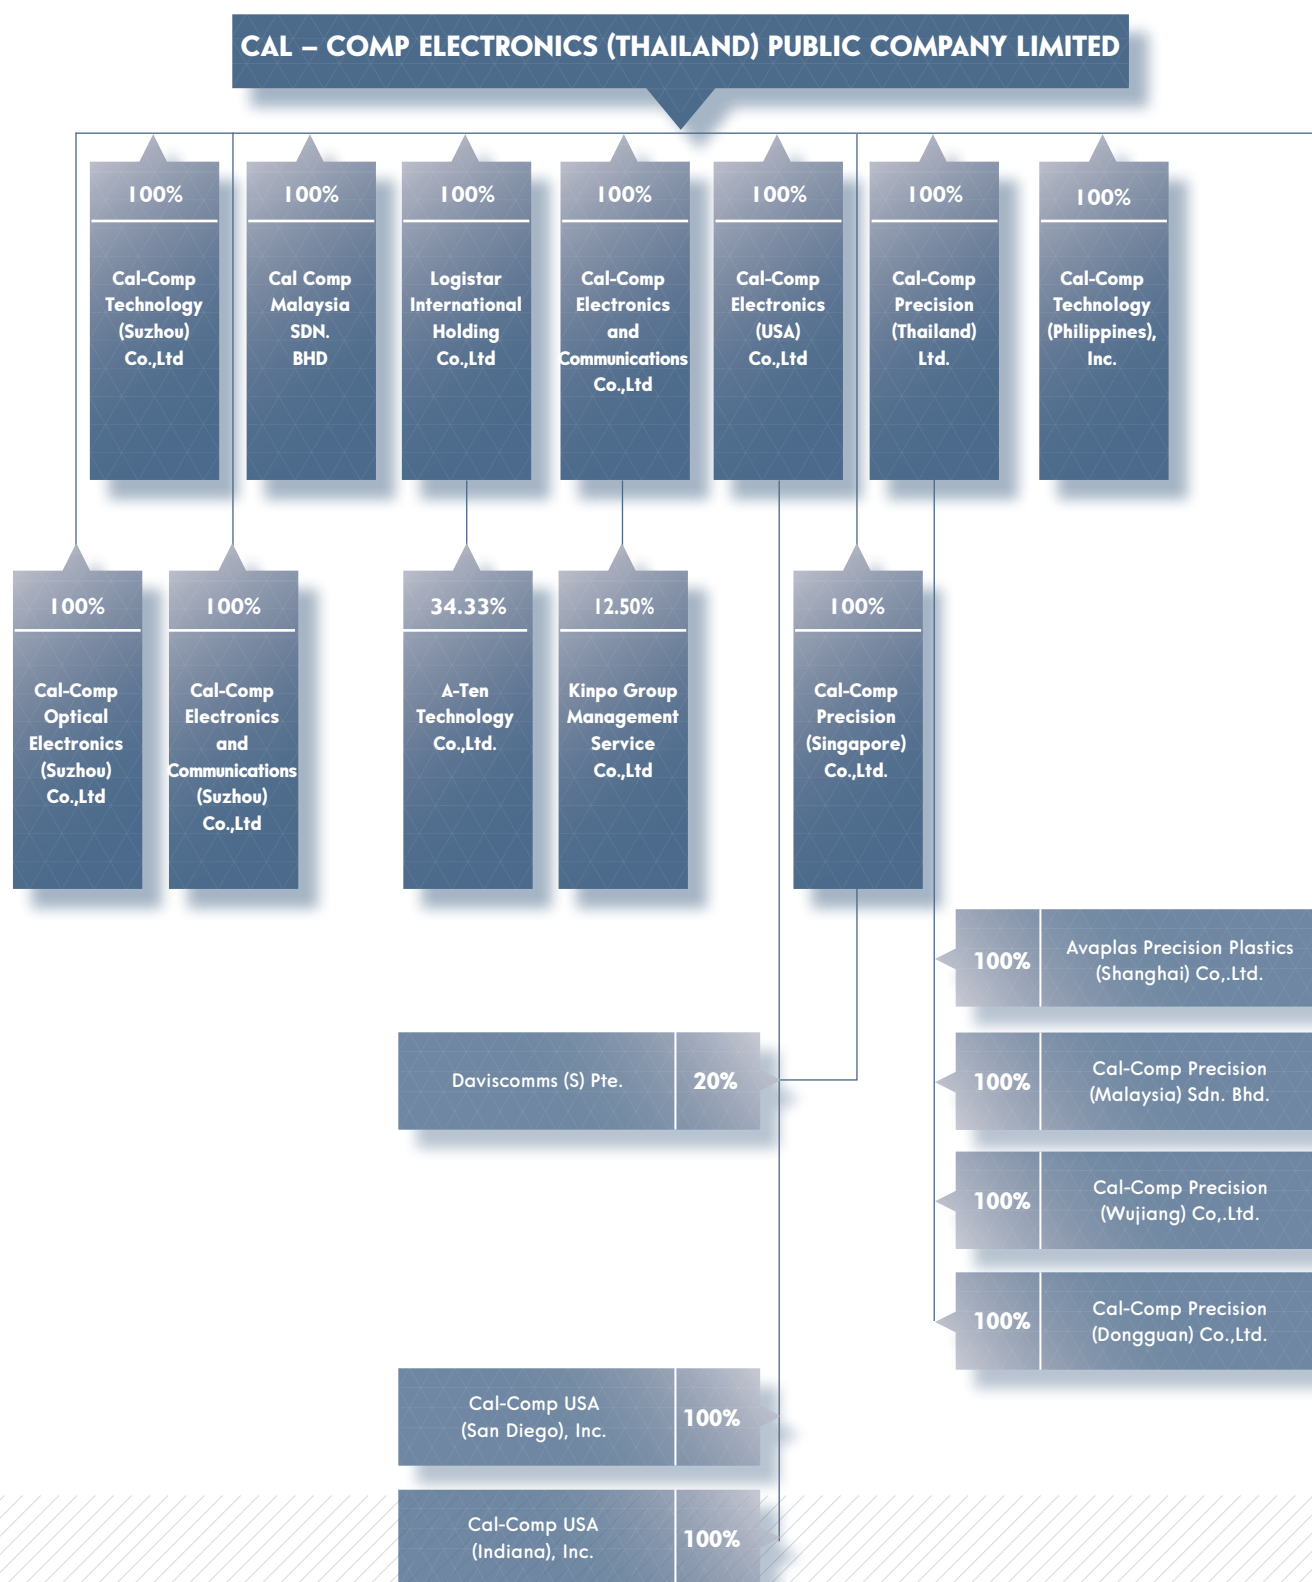 CAL – COMP ELECTRONICS (THAILAND) PUBLIC COMPANY LIMITED
100%
Cal-Comp
Technology
(Suzhou)
Co.,Ltd
100%
Cal Comp
Malaysia
SDN.
BHD
100%
Logistar
International
Holding
Co.,Ltd
100%
Cal-Comp
Electronics
and
Communications
Co.,Ltd
100%
Cal-Comp
Electronics
(USA)
Co.,Ltd
100%
Cal-Comp
Precision
(Thailand)
Ltd.
100%
Cal-Comp
Technology
(Philippines),
Inc.
100%
Cal-Comp
Optical
Electronics
(Suzhou)
Co.,Ltd
100%
Cal-Comp
Electronics
and
Communications
(Suzhou)
Co.,Ltd
34.33%
A-Ten
Technology
Co.,Ltd.
12.50%
Kinpo Group
Management
Service
Co.,Ltd
100%
Cal-Comp
Precision
(Singapore)
Co.,Ltd.
100%
Avaplas Precision Plastics
(Shanghai) Co,.Ltd.
Daviscomms (S) Pte.
20%
100%
Cal-Comp Precision
(Malaysia) Sdn. Bhd.
100%
Cal-Comp Precision
(Wujiang) Co,.Ltd.
100%
Cal-Comp Precision
(Dongguan) Co.,Ltd.
Cal-Comp USA
(San Diego), Inc.
100%
Cal-Comp USA
(Indiana), Inc.
100%